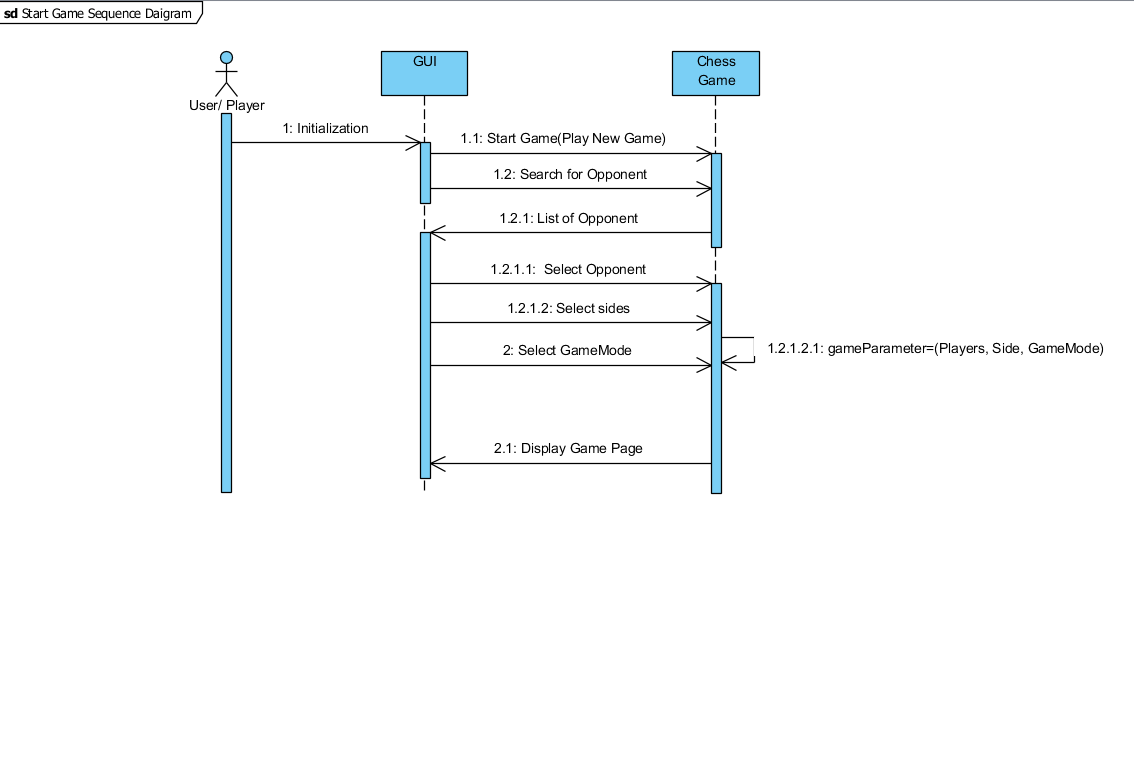 sd Start Game Sequence Daigram
GUI
Chess
Game
User/ Player
1: Initialization
1.1: Start Game(Play New Game)
1.2: Search for Opponent
1.2.1: List of Opponent
1.2.1.1:  Select Opponent
1.2.1.2: Select sides
2: Select GameMode
1.2.1.2.1: gameParameter=(Players, Side, GameMode)
2.1: Display Game Page